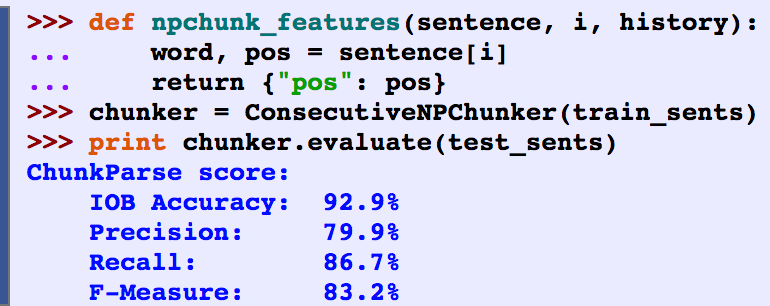 >>> def npchunk_features(sentence, i, history):
...     word, pos = sentence[i]
...     return {"pos": pos}
>>> chunker = ConsecutiveNPChunker(train_sents)
>>> print chunker.evaluate(test_sents)
ChunkParse score:
    IOB Accuracy:  92.9%
    Precision:     79.9%
    Recall:        86.7%
    F-Measure:     83.2%